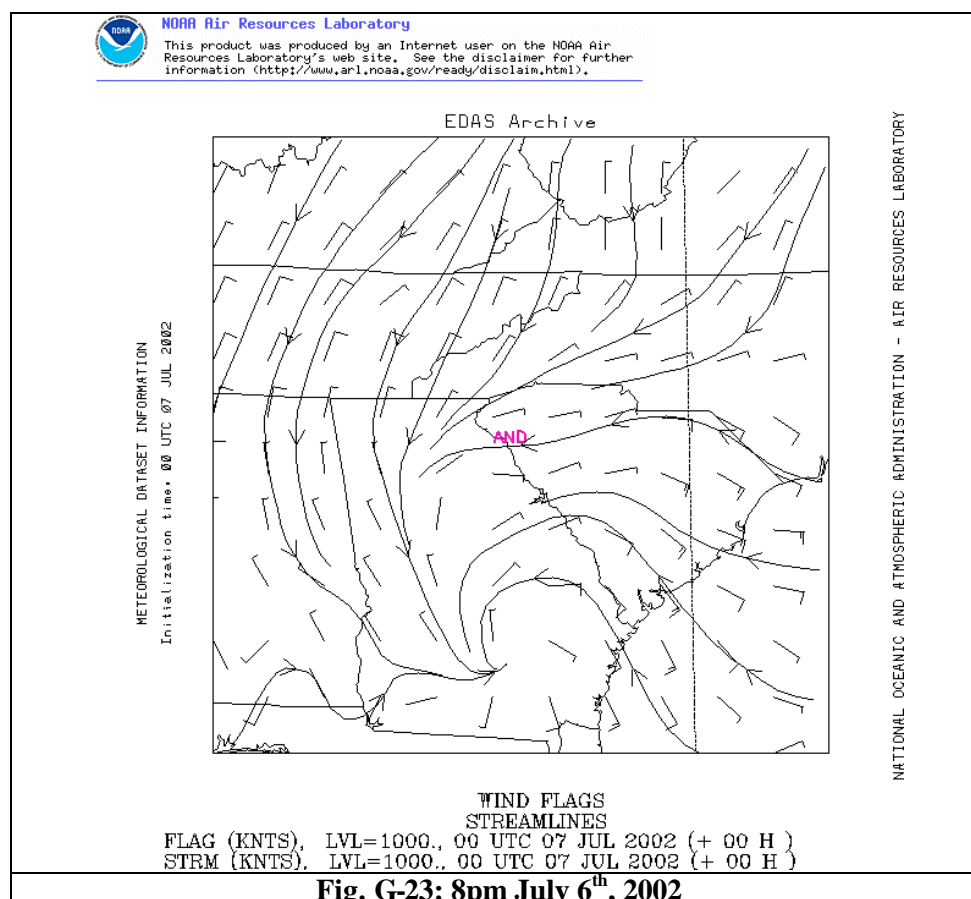 NOAA
NOAA Air Resources Laboratory
This product was produced by an Internet user on the NOAA Air
Resources Laboratory's web site. See the disclaimer for further
information (http://www.arl.noaa.gov/ready/disclaim.html).
EDAS Archive
METEOROLOGICAL DATASET INFORMATION
Initialization time: 00 UTC 07 JUL 2002
AND
NATIONAL OCEANIC AND ATMOSPHERIC ADMINISTRATION - AIR RESOURCES LABORATORY
WIND FLAGS
STREAMLINES
FLAG (KNTS), LVL=1000., 00 UTC 07 JUL 2002 (+ 00 H )
STRM (KNTS), LVL=1000., 00 UTC 07 JUL 2002 (+ 00 H )
Fig. G-23: 8pm July 6th, 2002